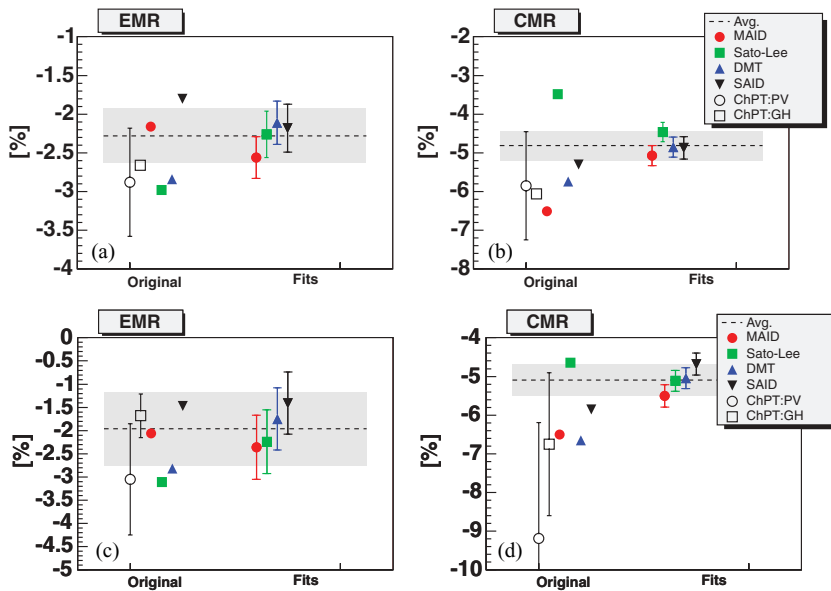 EMR
[%]
-1
-1.5
-2
-2.5
-3
-3.5
-4
(a)
Original
Fits
CMR
[%]
-2
-3
-4
-5
-6
-7
-8
(b)
Original
Fits
Avg.
MAID
Sato-Lee
DMT
SAID
ChPT:PV
ChPT:GH
EMR
[%]
0
-0.5
-1
-1.5
-2
-2.5
-3
-3.5
-4
-4.5
-5
(c)
Original
Fits
CMR
[%]
-4
-5
-6
-7
-8
-9
-10
(d)
Original
Fits
Avg.
MAID
Sato-Lee
DMT
SAID
ChPT:PV
ChPT:GH